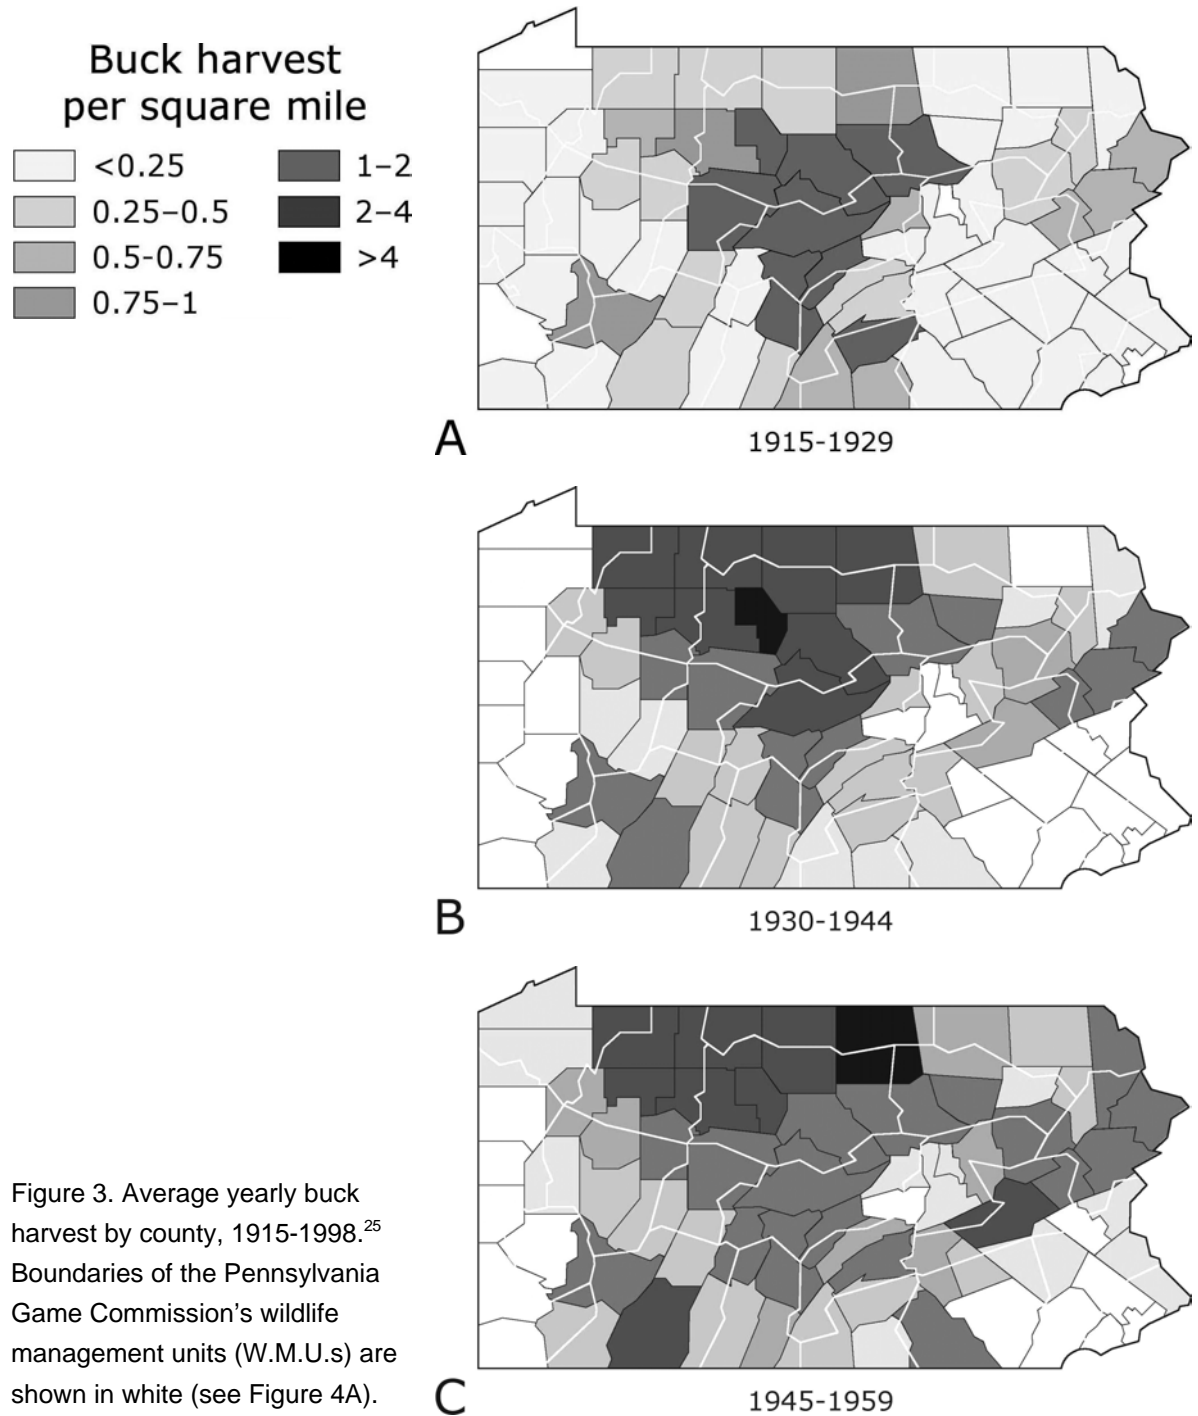 Buck harvest
per square mile
<0.25
0.25–0.5
0.5-0.75
0.75–1
1–2
2–4
>4
A
1915-1929
B
1930-1944
C
1945-1959
Figure 3. Average yearly buck
harvest by county, 1915-1998.25
Boundaries of the Pennsylvania
Game Commission’s wildlife
management units (W.M.U.s) are
shown in white (see Figure 4A).